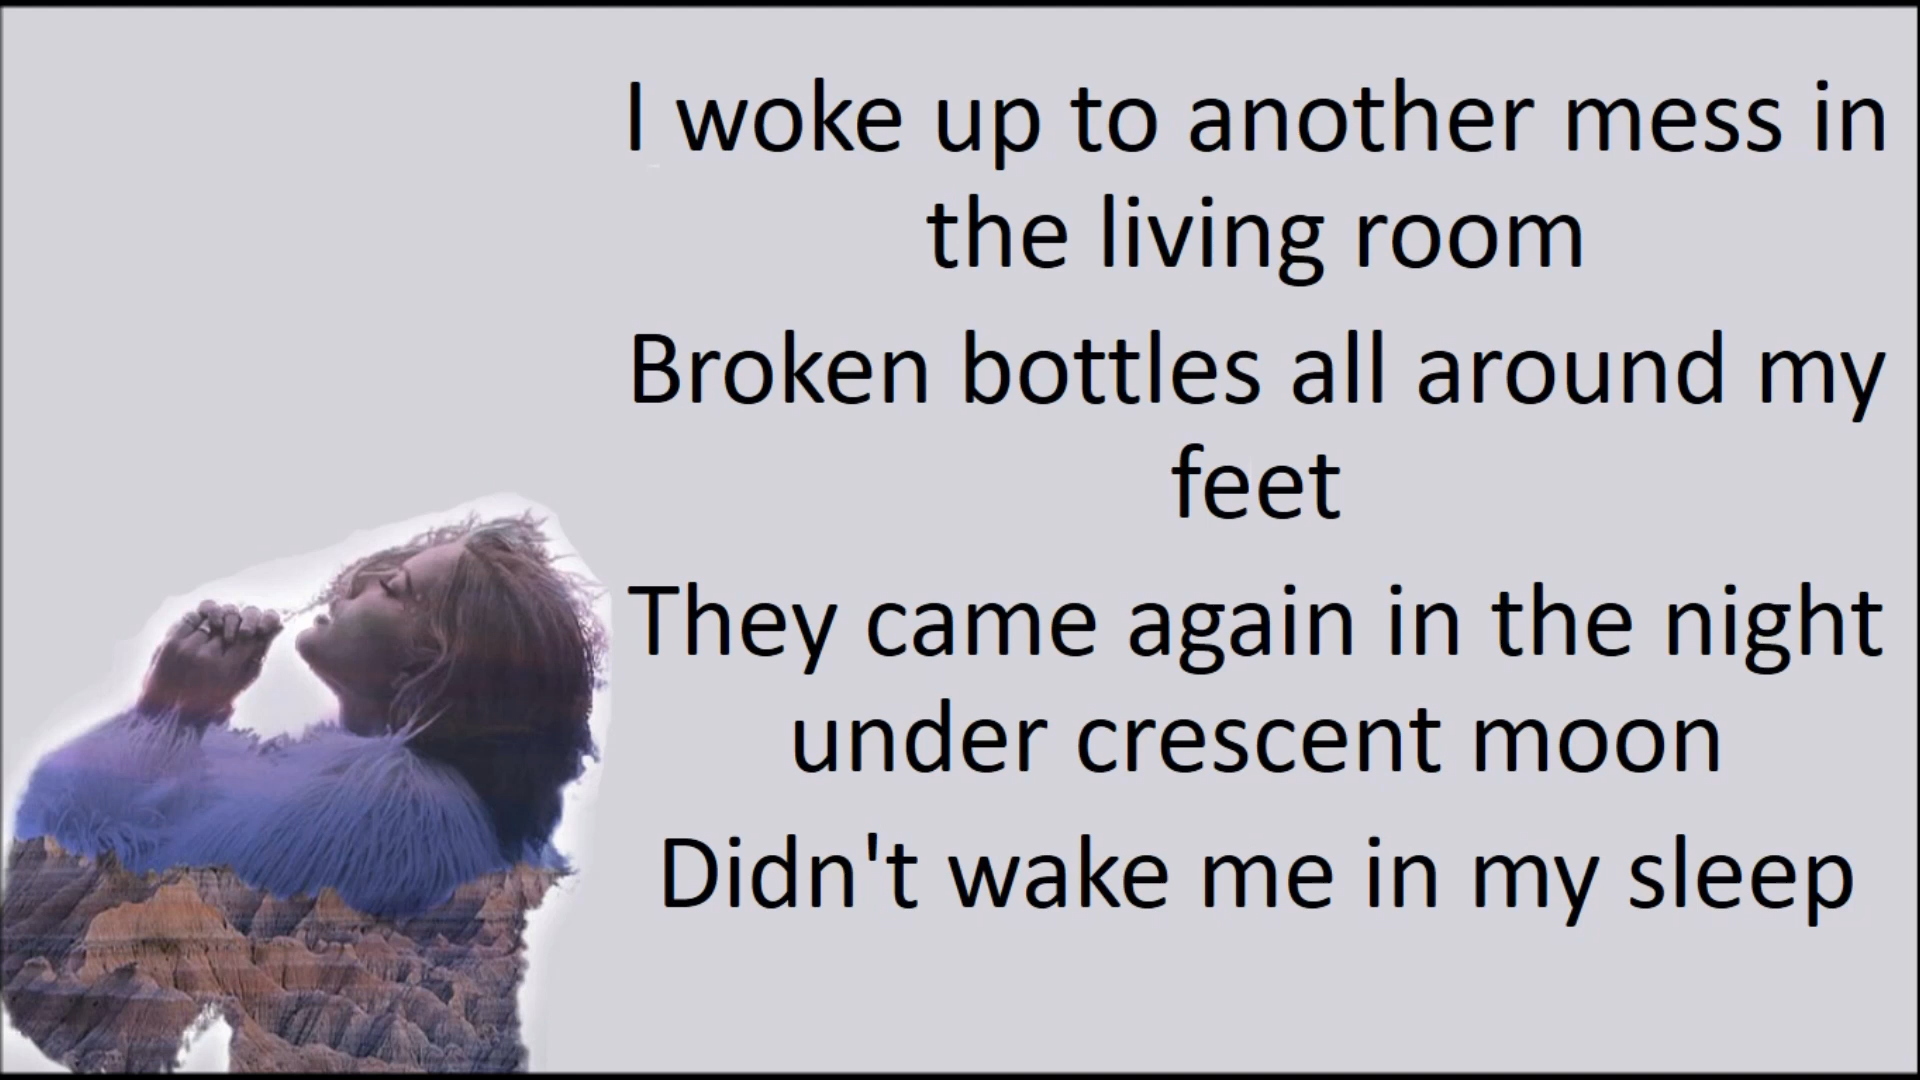 I woke up to another mess in
the living room
Broken bottles all around my
feet
They came again in the night
under crescent moon
Didn't wake me in my sleep